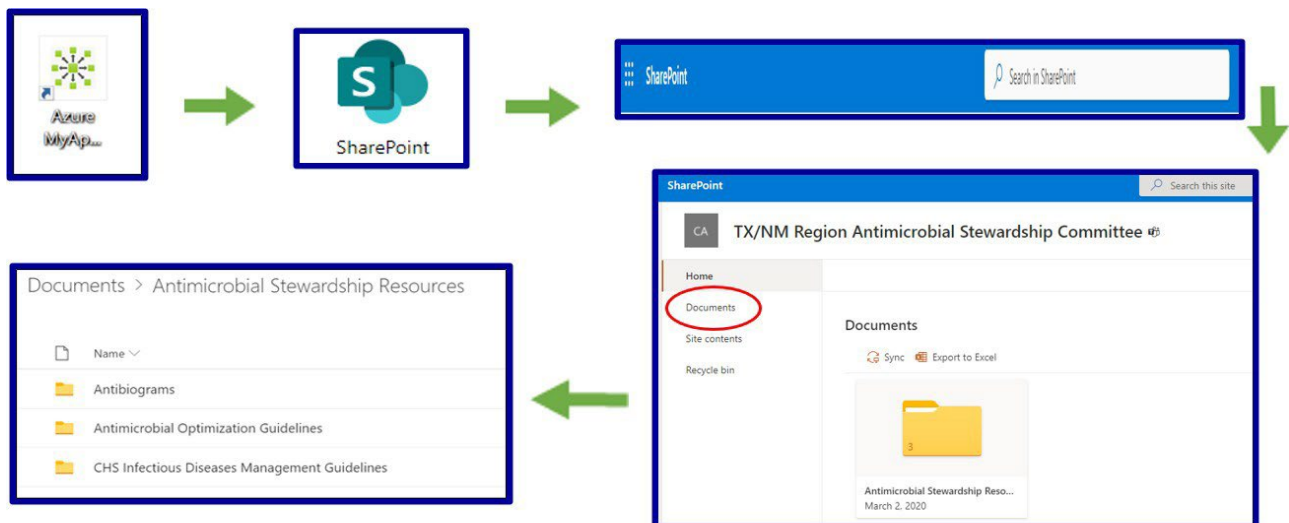 Azure
MyAp...
SharePoint
SharePoint
Search in SharePoint
SharePoint
Search this site
CA
TX/NM Region Antimicrobial Stewardship Committee
Home
Documents
Site contents
Recycle bin
Documents
Sync
Export to Excel
3
Antimicrobial Stewardship Reso...
March 2, 2020
Documents > Antimicrobial Stewardship Resources
Name
Antibiograms
Antimicrobial Optimization Guidelines
CHS Infectious Diseases Management Guidelines